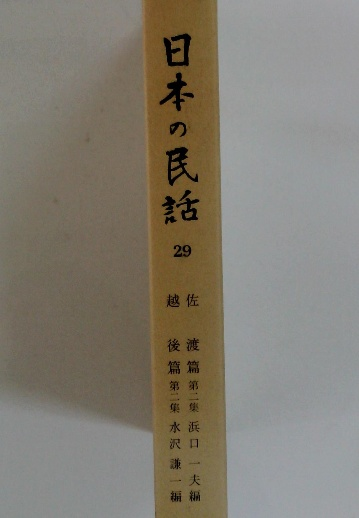 日本の民話
29
佐渡篇 第二集 浜口一夫編
越後篇 第二集 水沢謙一編